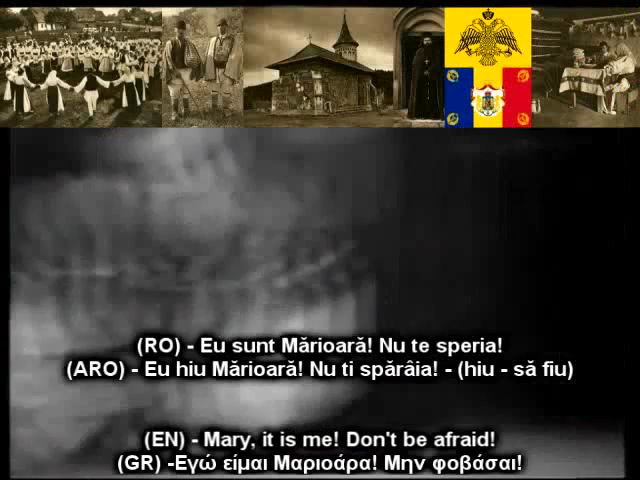 (RO) - Eu sunt Mărioară! Nu te speria!
(ARO) - Eu hiu Mărioară! Nu ti spărâia! - (hiu - să fiu)
(EN) - Mary, it is me! Don't be afraid!
(GR) -Εγώ είμαι Μαριοάρα! Μην φοβάσαι!